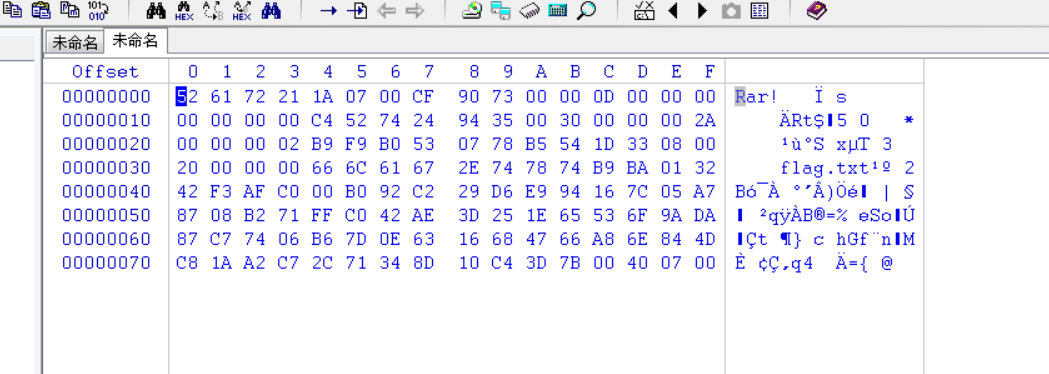 未命名 未命名
Offset 0 1 2 3 4 5 6 7 8 9 A B C D E F
00000000 52 61 72 21 1A 07 00 CF 90 73 00 00 0D 00 00 00 Rar! Ï s
00000010 00 00 00 00 C4 52 74 24 94 35 00 30 00 00 00 2A ÄRt$▌5 0 *
00000020 00 00 00 02 B9 F9 B0 53 07 78 B5 54 1D 33 08 00 ¹ù°S xµT 3
00000030 20 00 00 00 66 6C 61 67 2E 74 78 74 B9 BA 01 32 flag.txt¹º 2
00000040 42 F3 AF C0 00 B0 92 C2 29 D6 E9 94 16 7C 05 A7 Bó¯À °´Â)Öé▌ | §
00000050 87 08 B2 71 FF C0 42 AE 3D 25 1E 65 53 6F 9A DA ▌ ²qÿÀB®=% eSo▌Ú
00000060 87 C7 74 06 B6 7D 0E 63 16 68 47 66 A8 6E 84 4D ▌Çt ¶} c hGf¨n▌M
00000070 C8 1A A2 C7 2C 71 34 8D 10 C4 3D 7B 00 40 07 00 È ¢Ç,q4 Ä={ @